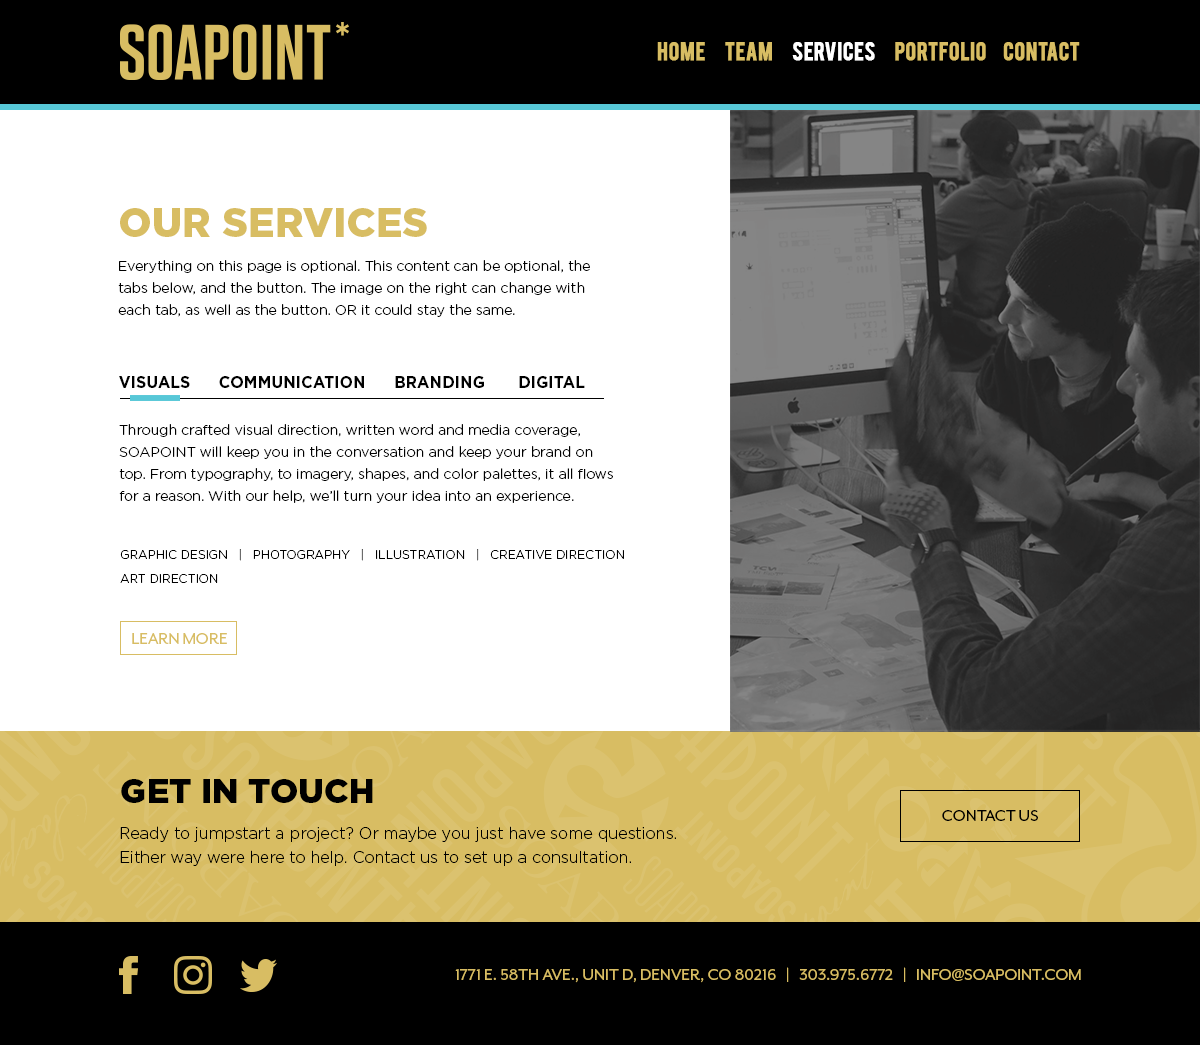 SOAPOINT*
HOME TEAM SERVICES PORTFOLIO CONTACT
OUR SERVICES
Everything on this page is optional. This content can be optional, the
tabs below, and the button. The image on the right can change with
each tab, as well as the button. OR it could stay the same.
VISUALS COMMUNICATION BRANDING DIGITAL
Through crafted visual direction, written word and media coverage,
SOAPOINT will keep you in the conversation and keep your brand on
top. From typography, to imagery, shapes, and color palettes, it all flows
for a reason. With our help, we’ll turn your idea into an experience.
GRAPHIC DESIGN | PHOTOGRAPHY | ILLUSTRATION | CREATIVE DIRECTION
ART DIRECTION
LEARN MORE
GET IN TOUCH
Ready to jumpstart a project? Or maybe you just have some questions.
Either way were here to help. Contact us to set up a consultation.
CONTACT US
1771 E. 58TH AVE., UNIT D, DENVER, CO 80216 | 303.975.6772 | INFO@SOAPOINT.COM